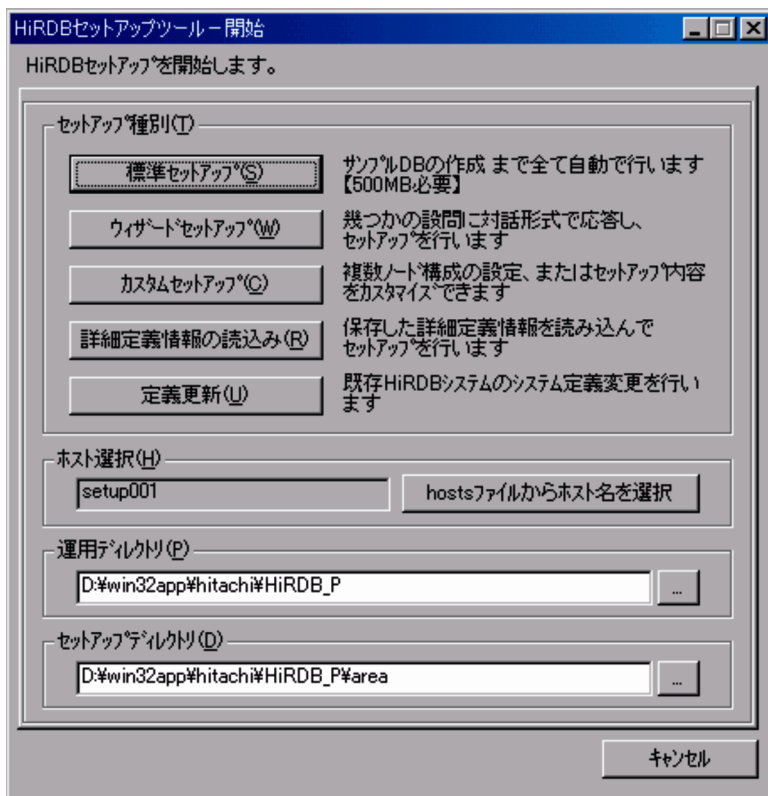 HiRDBセットアップツール－開始
HiRDBセットアップを開始します。
セットアップ種別(T)
標準セットアップ(S)
サンプルDBの作成 まで全て自動で行います
【500MB必要】
ウィザードセットアップ(W)
幾つかの設問に対話形式で応答し、
セットアップを行います
カスタムセットアップ(C)
複数ノード構成の設定、またはセットアップ内容
をカスタマイズできます
詳細定義情報の読込み(R)
保存した詳細定義情報を読み込んで
セットアップを行います
定義更新(U)
既存HiRDBシステムのシステム定義変更を行い
ます
ホスト選択(H)
setup001
hostsファイルからホスト名を選択
運用ディレクトリ(P)
D:¥win32app¥hitachi¥HiRDB_P
...
セットアップディレクトリ(D)
D:¥win32app¥hitachi¥HiRDB_P¥area
...
キャンセル